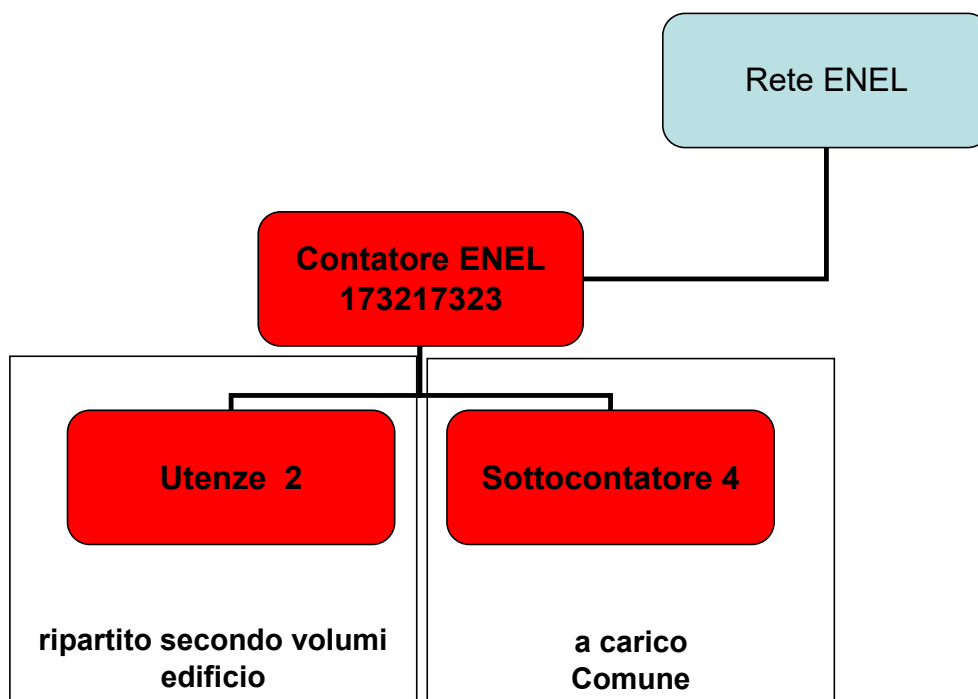 Rete ENEL
Contatore ENEL
173217323
Utenze  2
Sottocontatore 4
ripartito secondo volumi
edificio
a carico
Comune